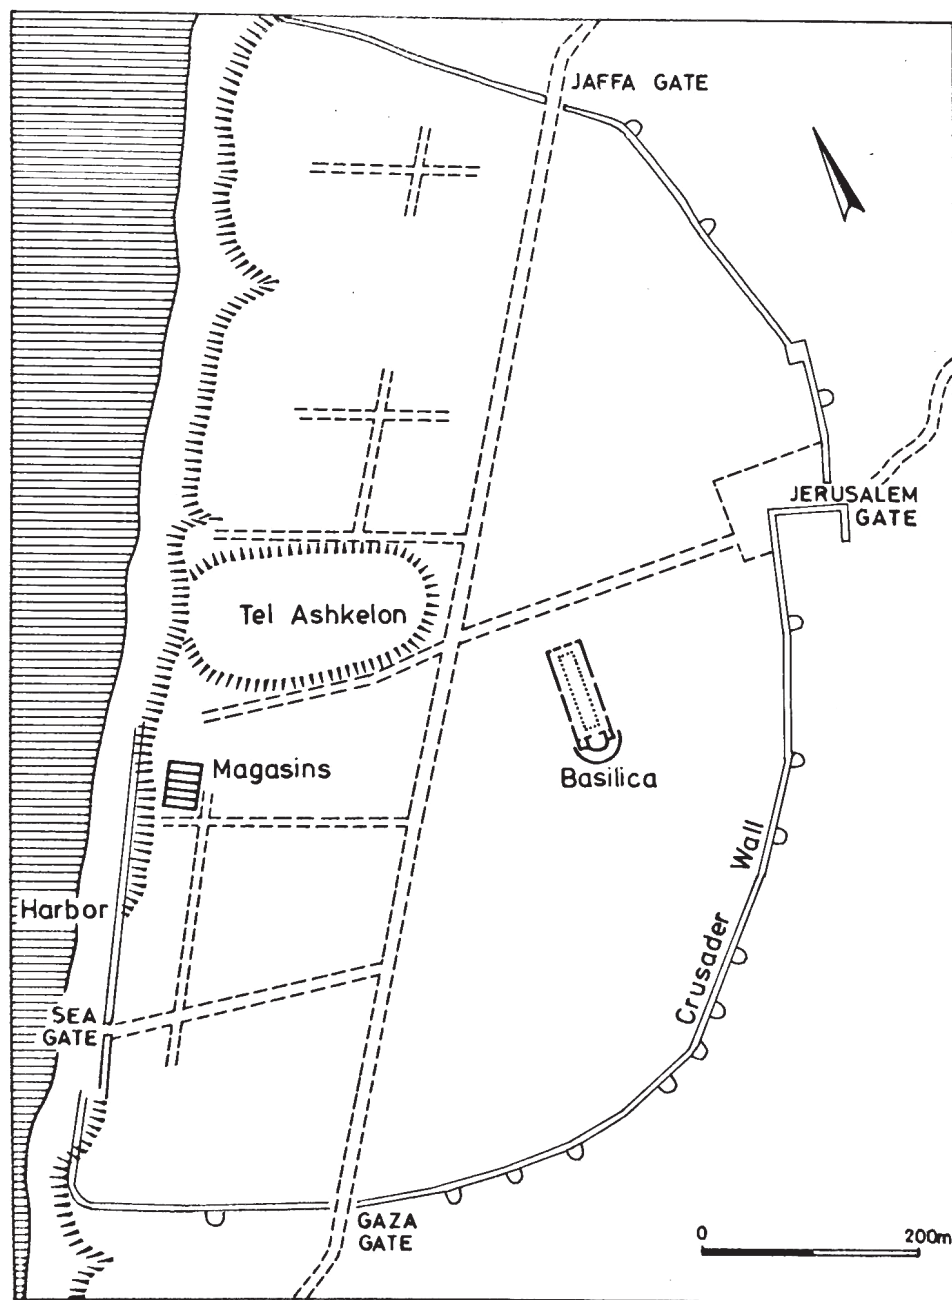 JAFFA GATE
JERUSALEM
GATE
Tel Ashkelon
Magasins
Basilica
Crusader Wall
Harbor
SEA
GATE
GAZA
GATE
0 200m